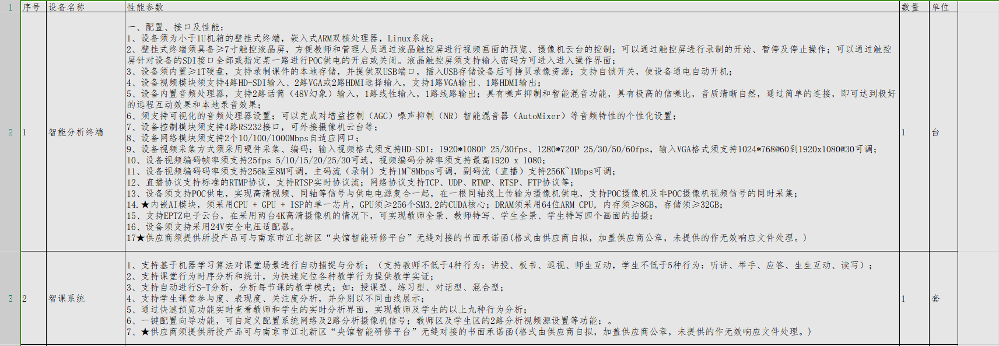 1 序号 设备名称 性能参数 数量 单位
一、配置、接口及性能：
1、设备须为小于1U机箱的壁挂式终端，嵌入式ARM双核处理器，Linux系统；
2、壁挂式终端须具备≥7寸触控液晶屏，方便教师和管理人员通过液晶触控屏进行视频画面的预览、摄像机云台的控制；可以通过触控屏进行录制的开始、暂停及停止操作；可以通过触控
屏针对设备的SDI接口全部或指定某一路进行POC供电的开启或关闭。液晶触控屏须支持输入密码方可进入进入操作界面；
3、设备须内置≥1T硬盘，支持录制课件的本地存储，并提供双USB端口，插入USB存储设备后可拷贝录像资源；支持自锁开关，使设备通电自动开机；
4、设备视频模块须支持4路HD-SDI输入、2路VGA或2路HDMI选择输入，支持1路VGA输出、1路HDMI输出；
5、设备内置音频处理器，支持2路话筒（48V幻象）输入，1路线性输入，1路线路输出；具有噪声抑制和智能混音功能，具有极高的信噪比，音质清晰自然，通过简单的连接，即可达到极好
的远程互动效果和本地录音效果；
6、须支持可视化的音频处理器设置；可以完成对增益控制（AGC）噪声抑制（NR）智能混音器（AutoMixer）等音频特性的个性化设置；
7、设备控制模块须支持4路RS232接口，可外接摄像机云台等；
2 1 智能分析终端 1 台
8、设备网络模块须支持2个10/100/1000Mbps自适应网口；
9、设备视频采集方式须采用硬件采集、编码；输入视频格式须支持HD-SDI：1920*1080P 25/30fps、1280*720P 25/30/50/60fps，输入VGA格式须支持1024*768@60到1920x1080@30可调；
10、设备视频编码帧率须支持25fps 5/10/15/20/25/30可选，视频编码分辨率须支持最高1920 x 1080；
11、设备视频编码码率须支持256k至8M可调，主码流（录制）支持1M~8Mbps可调，副码流（直播）支持256K~1Mbps可调；
12、直播协议支持标准的RTMP协议，支持RTSP实时协议流；网络协议支持TCP、UDP、RTMP、RTSP、FTP协议等；
13、设备须支持POC供电，实现高清视频、同轴等信号与供电电源复合一起，在一根同轴线上传输为摄像机供电，支持POC摄像机及非POC摄像机视频信号的同时采集；
14.★内嵌AI模块，须采用CPU + GPU + ISP的单一芯片，GPU须≥256个SM3.2的CUDA核心；DRAM须采用64位ARM CPU，内存须≥8GB，存储须≥32GB；
15、支持EPTZ电子云台，在采用两台4K高清摄像机的情况下，可实现教师全景、教师特写、学生全景、学生特写四个画面的拍摄；
16、设备须支持采用24V安全电压适配器。
17★供应商须提供所投产品可与南京市江北新区“央馆智能研修平台”无缝对接的书面承诺函(格式由供应商自拟，加盖供应商公章，未提供的作无效响应文件处理。)
1、支持基于机器学习算法对课堂场景进行自动捕捉与分析；（支持教师不低于4种行为：讲授、板书、巡视、师生互动，学生不低于5种行为：听讲、举手、应答、生生互动、读写）；
2、支持课堂行为时序分析和统计，为快速定位各种教学行为提供教学实证；
3、支持自动进行S-T分析，分析每节课的教学模式；如：授课型、练习型、对话型、混合型；
3 2 智课系统 1 套
4、支持学生课堂参与度、表现度、关注度分析，并分别以不同曲线展示；
5、通过快速预览功能实时查看教师和学生的实时分析界面，实现教师及学生的以上九种行为分析；
6、一键配置向导功能，可自定义配置系统网络及2路分析摄像机信号；教师区及学生区的2路分析视频源设置等功能；。
7、★供应商须提供所投产品可与南京市江北新区“央馆智能研修平台”无缝对接的书面承诺函(格式由供应商自拟，加盖供应商公章，未提供的作无效响应文件处理。)